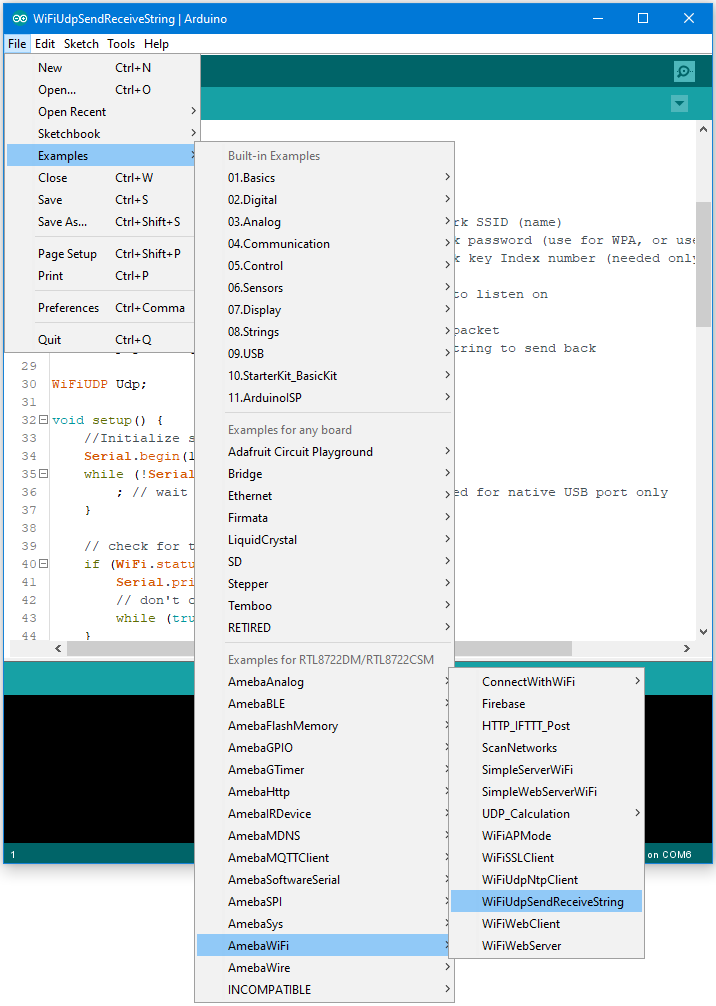 WiFiUdpSendReceiveString | Arduino
File Edit Sketch Tools Help
New Ctrl+N
Open... Ctrl+O
Open Recent
Sketchbook
Examples
Close Ctrl+W
Save Ctrl+S
Save As... Ctrl+Shift+S
Page Setup Ctrl+Shift+P
Print Ctrl+P
Preferences Ctrl+Comma
Quit Ctrl+Q
Built-in Examples
01.Basics
02.Digital
03.Analog
04.Communication
05.Control
06.Sensors
07.Display
08.Strings
09.USB
10.StarterKit_BasicKit
11.ArduinoISP
Examples for any board
Adafruit Circuit Playground
Bridge
Ethernet
Firmata
LiquidCrystal
SD
Stepper
Temboo
RETIRED
Examples for RTL8722DM/RTL8722CSM
AmebaAnalog
AmebaBLE
AmebaFlashMemory
AmebaGPIO
AmebaGTimer
AmebaHttp
AmebaIRDevice
AmebaMDNS
AmebaMQTTClient
AmebaSoftwareSerial
AmebaSPI
AmebaSys
AmebaWiFi
AmebaWire
INCOMPATIBLE
ConnectWithWiFi
Firebase
HTTP_IFTTT_Post
ScanNetworks
SimpleServerWiFi
SimpleWebServerWiFi
UDP_Calculation
WiFiAPMode
WiFiSSLClient
WiFiUdpNtpClient
WiFiUdpSendReceiveString
WiFiWebClient
WiFiWebServer
rk SSID (name)
k password (use for WPA, or use
k key Index number (needed only
to listen on
packet
tring to send back
29
30 WiFiUDP Udp;
31
32 void setup() {
33 //Initialize s
34 Serial.begin(1
35 while (!Serial
36 ; // wait ed for native USB port only
37 }
38
39 // check for t
40 if (WiFi.statu
41 Serial.pri
42 // don't c
43 while (tru
44 }
1 on COM6